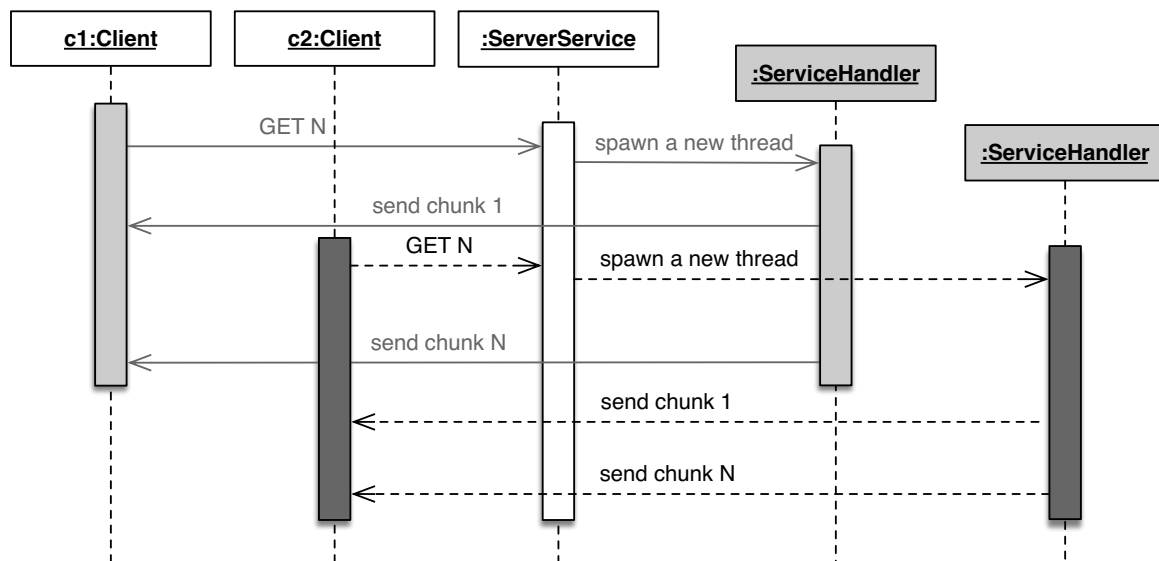 c1:Client
c2:Client
:ServerService
:ServiceHandler
:ServiceHandler
GET N
spawn a new thread
send chunk 1
GET N
spawn a new thread
send chunk N
send chunk 1
send chunk N